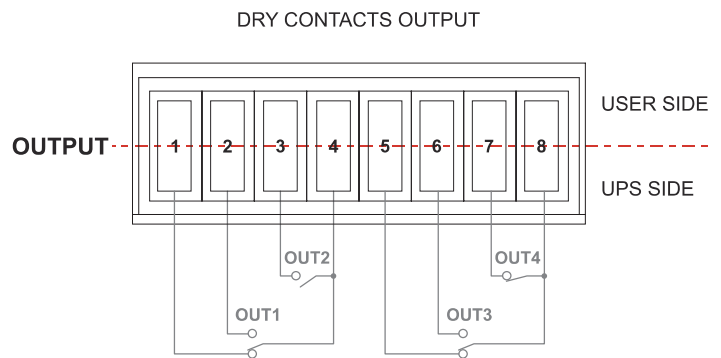 DRY CONTACTS OUTPUT
USER SIDE
OUTPUT 1 2 3 4 5 6 7 8
UPS SIDE
OUT2 OUT4
OUT1 OUT3